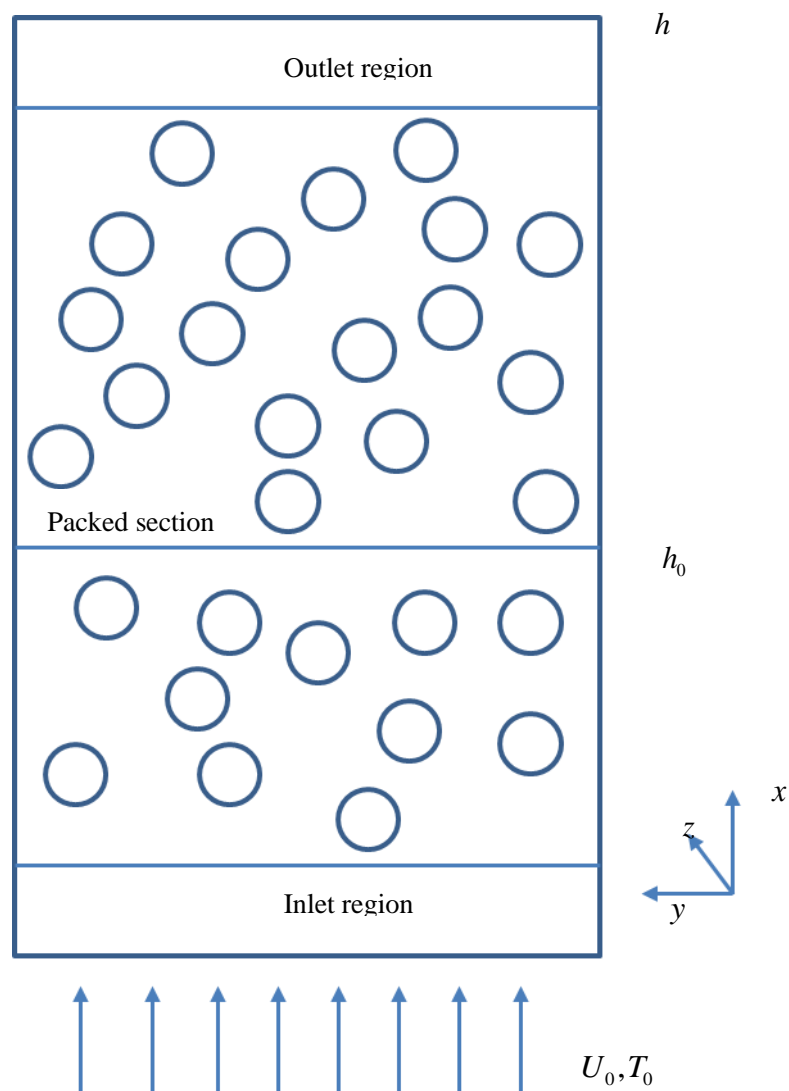 h
Outlet region
Packed section
h₀
x
z
y
Inlet region
U₀,T₀